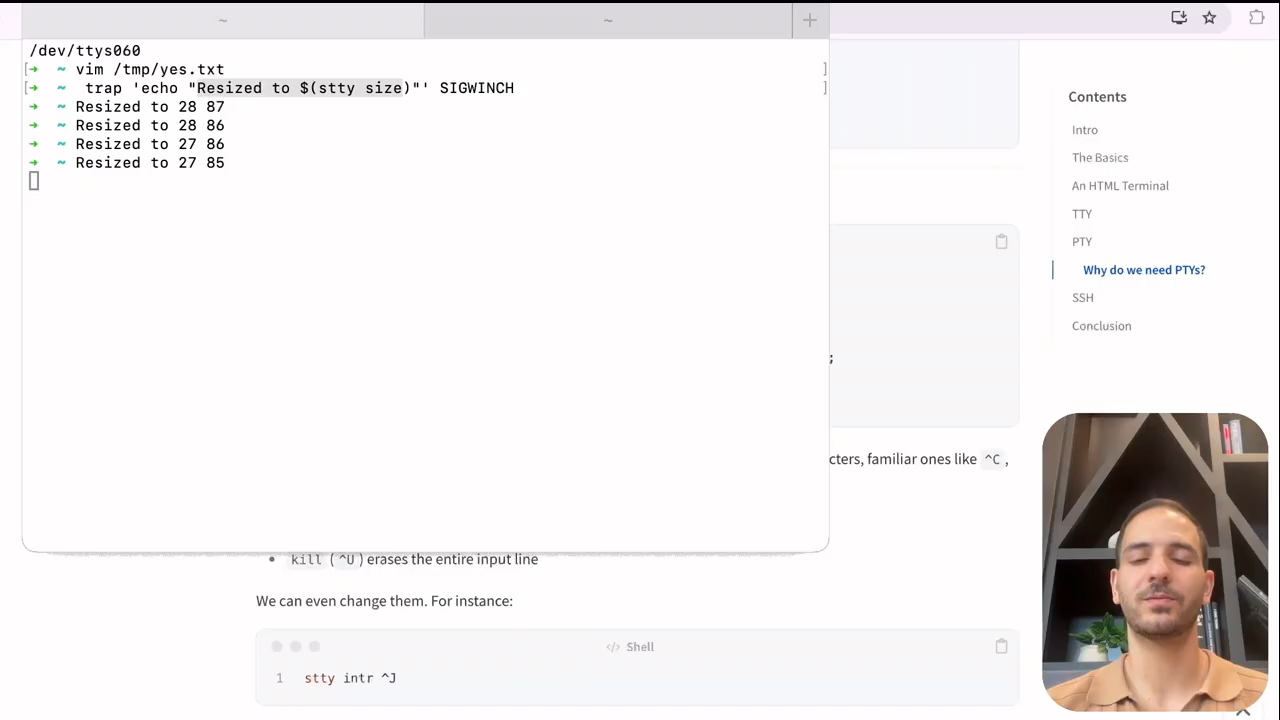 ~
~
/dev/ttys060
[➜ ~ vim /tmp/yes.txt ]
[➜ ~ trap 'echo "Resized to $(stty size)"' SIGWINCH ]
➜ ~ Resized to 28 87
➜ ~ Resized to 28 86
➜ ~ Resized to 27 86
➜ ~ Resized to 27 85
;
cters, familiar ones like ^C ,
• kill ( ^U ) erases the entire input line
We can even change them. For instance:
</> Shell
1 stty intr ^J
Contents
Intro
The Basics
An HTML Terminal
TTY
PTY
Why do we need PTYs?
SSH
Conclusion